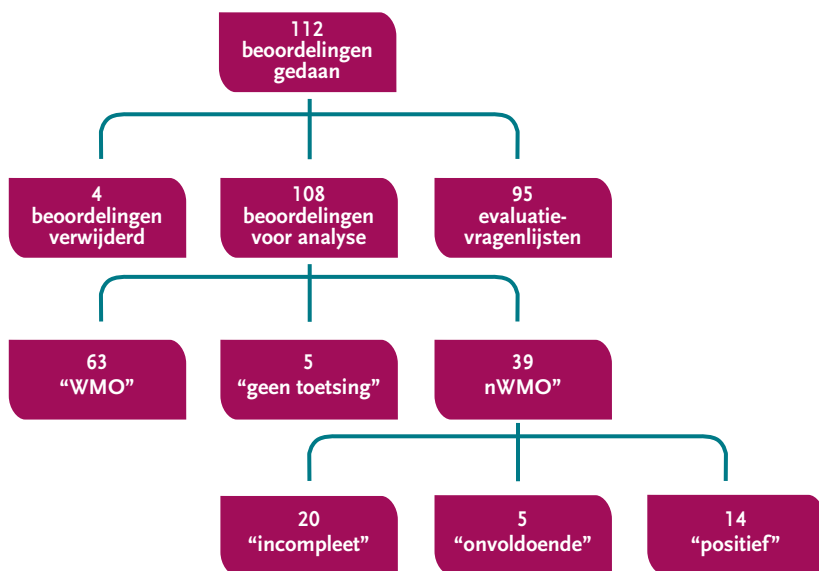 112
beoordelingen
gedaan
4
beoordelingen
verwijderd
108
beoordelingen
voor analyse
95
evaluatie-
vragenlijsten
63
“WMO”
5
“geen toetsing”
39
nWMO”
20
“incompleet”
5
“onvoldoende”
14
“positief”